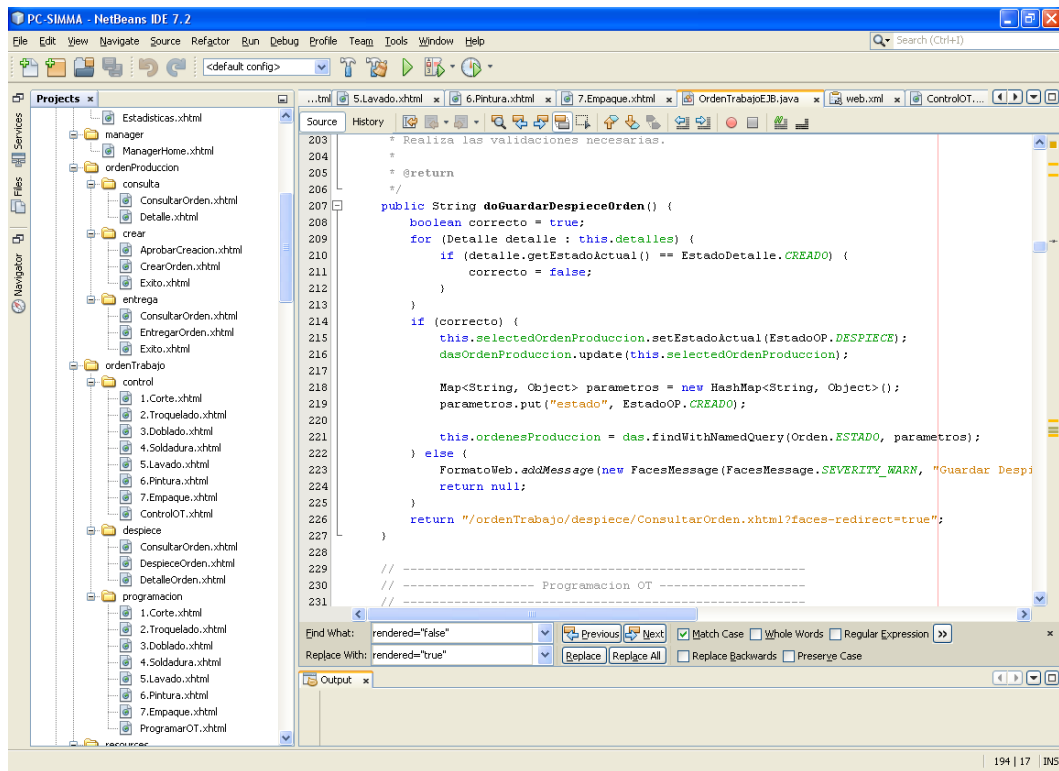 PC-SIMMA - NetBeans IDE 7.2
File Edit View Navigate Source Refactor Run Debug Profile Team Tools Window Help
Search (Ctrl+I)
<default config>
Projects
...tml 5.Lavado.xhtml 6.Pintura.xhtml 7.Empaque.xhtml OrdenTrabajoEJB.java web.xml ControlOT....
Source History
Services
Files
Navigator
Estadisticas.xhtml
manager
ManagerHome.xhtml
ordenProduccion
consulta
ConsultarOrden.xhtml
Detalle.xhtml
crear
AprobarCreacion.xhtml
CrearOrden.xhtml
Exito.xhtml
entrega
ConsultarOrden.xhtml
EntregarOrden.xhtml
Exito.xhtml
ordenTrabajo
control
1.Corte.xhtml
2.Troquelado.xhtml
3.Doblado.xhtml
4.Soldadura.xhtml
5.Lavado.xhtml
6.Pintura.xhtml
7.Empaque.xhtml
ControlOT.xhtml
despiece
ConsultarOrden.xhtml
DespieceOrden.xhtml
DetalleOrden.xhtml
programacion
1.Corte.xhtml
2.Troquelado.xhtml
3.Doblado.xhtml
4.Soldadura.xhtml
5.Lavado.xhtml
6.Pintura.xhtml
7.Empaque.xhtml
ProgramarOT.xhtml
resources
203 * Realiza las validaciones necesarias.
204 *
205 * @return
206 */
207 public String doGuardarDespieceOrden() {
208 boolean correcto = true;
209 for (Detalle detalle : this.detalles) {
210 if (detalle.getEstadoActual() == EstadoDetalle.CREADO) {
211 correcto = false;
212 }
213 }
214 if (correcto) {
215 this.selectedOrdenProduccion.setEstadoActual(EstadoOP.DESPIECE);
216 dasOrdenProduccion.update(this.selectedOrdenProduccion);
217
218 Map<String, Object> parametros = new HashMap<String, Object>();
219 parametros.put("estado", EstadoOP.CREADO);
220
221 this.ordenesProduccion = das.findWithNamedQuery(Orden.ESTADO, parametros);
222 } else {
223 FormatoWeb.addMessage(new FacesMessage(FacesMessage.SEVERITY_WARN, "Guardar Despi
224 return null;
225 }
226 return "/ordenTrabajo/despiece/ConsultarOrden.xhtml?faces-redirect=true";
227 }
228
229 // -------------------------------------------------------
230 // ------------------ Programacion OT --------------------
231 // -------------------------------------------------------
Find What: rendered="false" Previous Next Match Case Whole Words Regular Expression
Replace With: rendered="true" Replace Replace All Replace Backwards Preserve Case
Output
194 | 17 INS